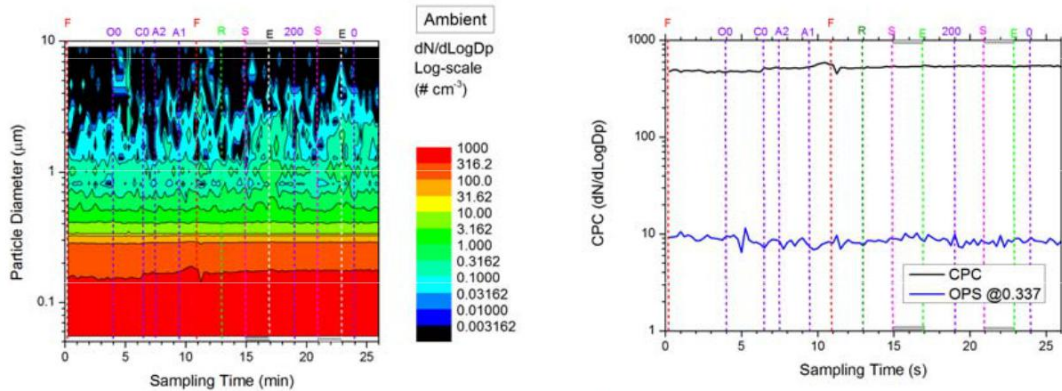 F O0 C0 A2 A1 F R S E 200 S E 0
10
1
0.1
Particle Diameter (μm)
0 5 10 15 20 25
Sampling Time (min)
Ambient
dN/dLogDp
Log-scale
(# cm⁻³)
1000
316.2
100.0
31.62
10.00
3.162
1.000
0.3162
0.1000
0.03162
0.01000
0.003162
F O0 C0 A2 A1 F R S E 200 S E 0
10000
1000
100
10
1
CPC (dN/dLogDp)
CPC
OPS @0.337
0 5 10 15 20 25
Sampling Time (s)